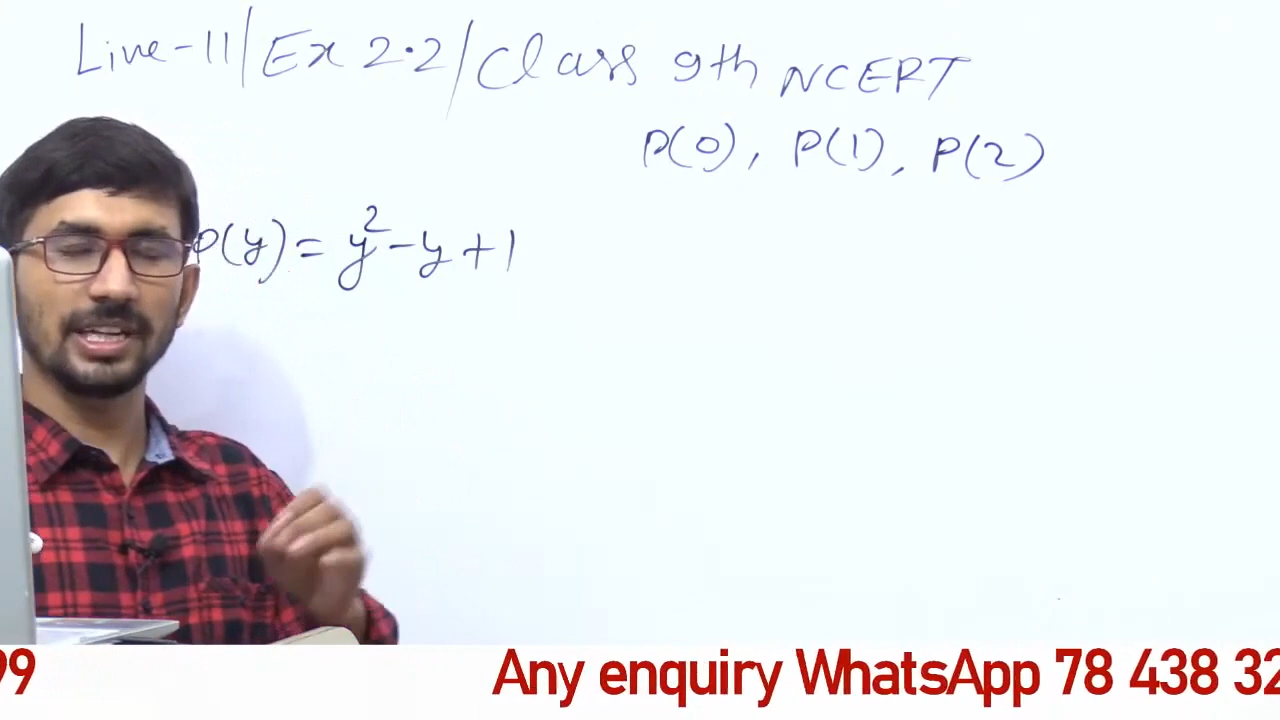 Live-11/Ex 2.2/Class 9th NCERT
P(0), P(1), P(2)
P(y) = y² - y + 1
99 Any enquiry WhatsApp 78 438 32